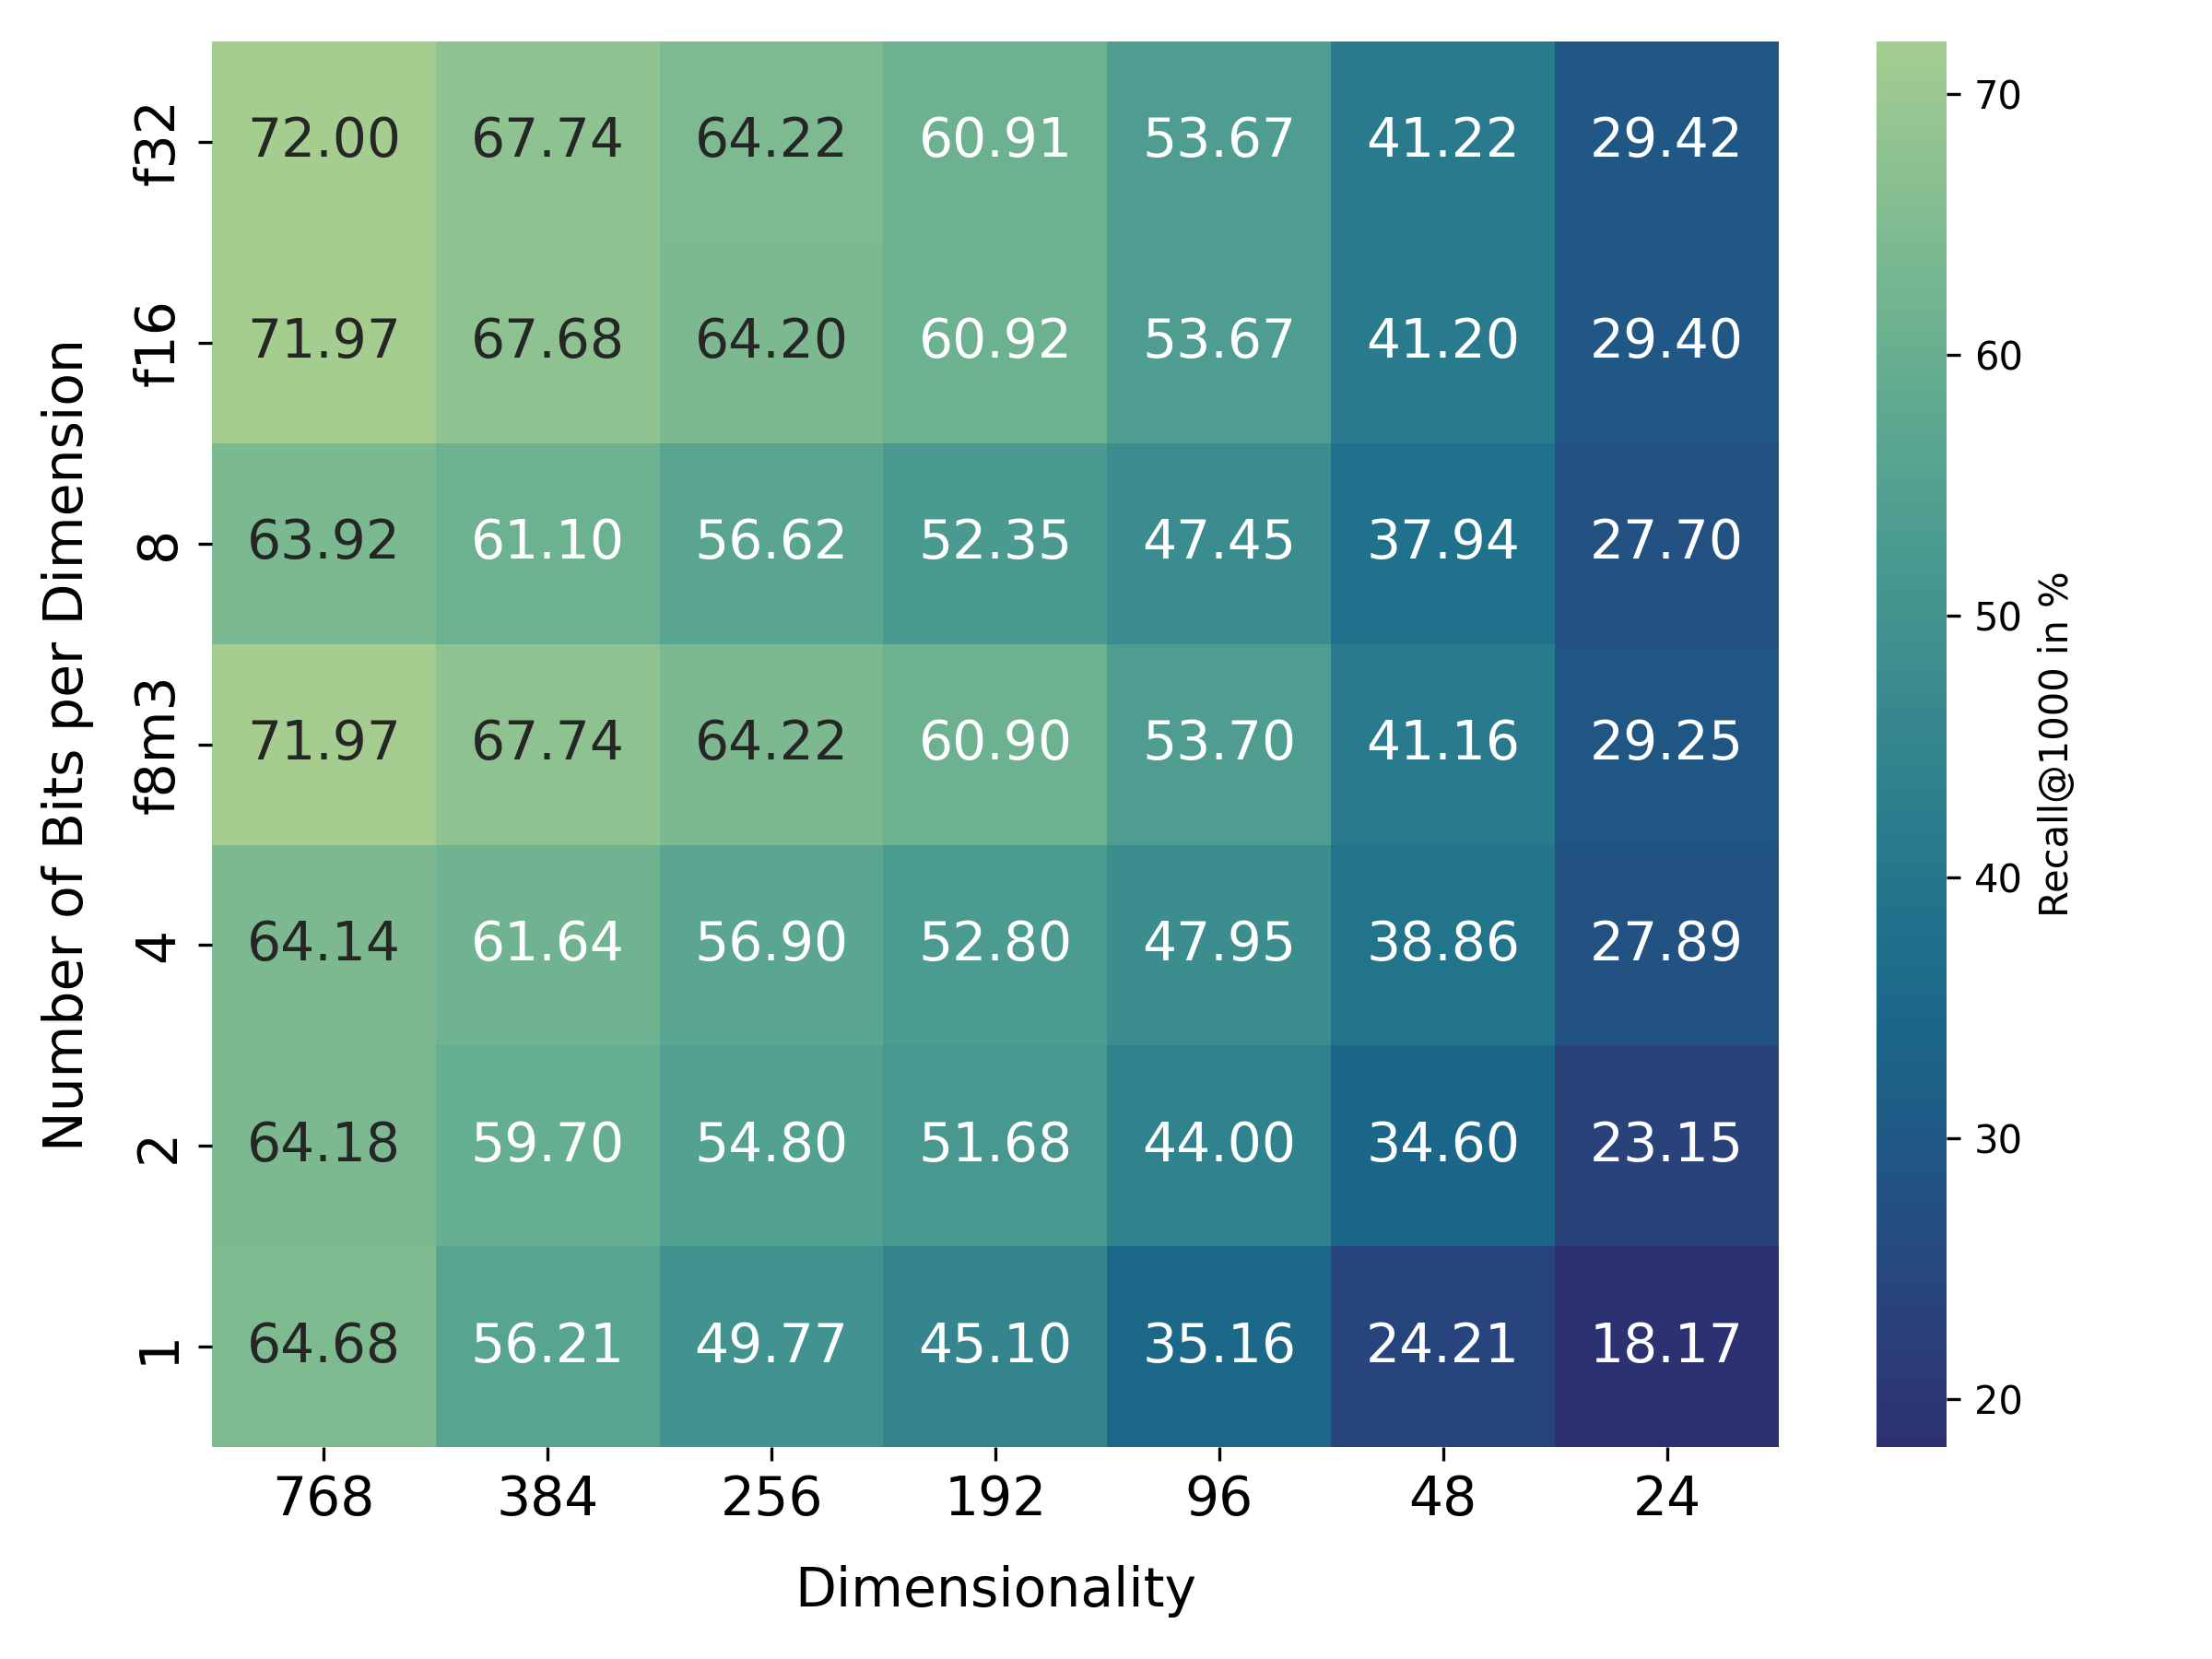 Number of Bits per Dimension
f32 72.00 67.74 64.22 60.91 53.67 41.22 29.42
f16 71.97 67.68 64.20 60.92 53.67 41.20 29.40
8 63.92 61.10 56.62 52.35 47.45 37.94 27.70
f8m3 71.97 67.74 64.22 60.90 53.70 41.16 29.25
4 64.14 61.64 56.90 52.80 47.95 38.86 27.89
2 64.18 59.70 54.80 51.68 44.00 34.60 23.15
1 64.68 56.21 49.77 45.10 35.16 24.21 18.17
768 384 256 192 96 48 24
Dimensionality
70
60
50
40
30
20
Recall@1000 in %